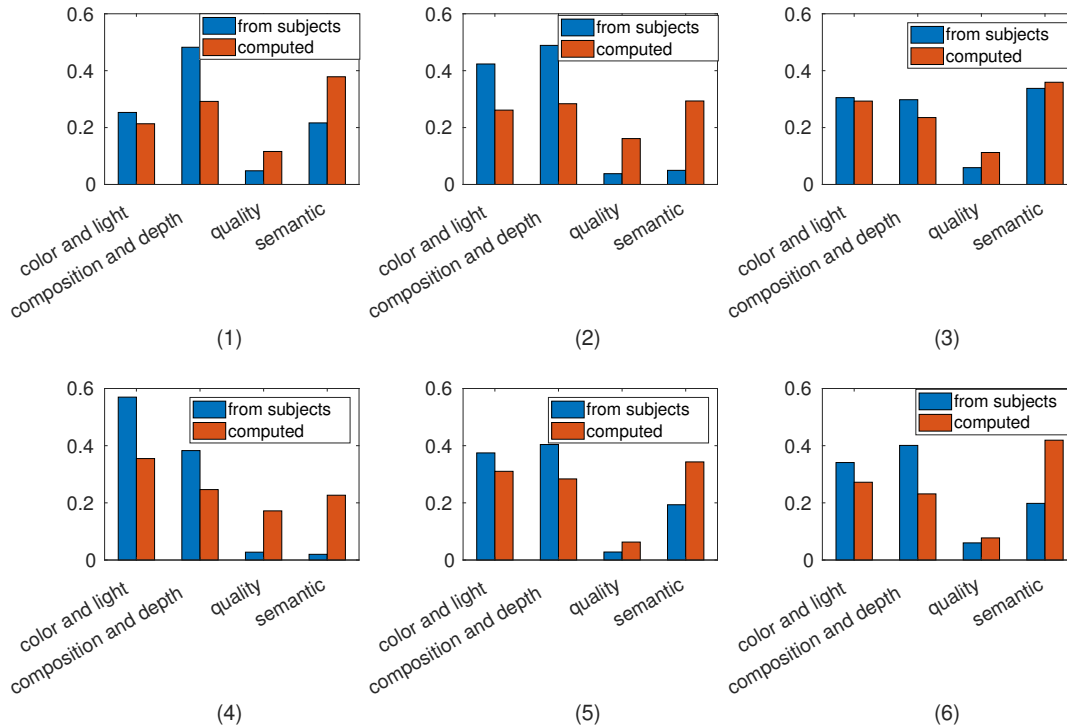 0.6
0.4
0.2
0
from subjects
computed
color and light
composition and depth
quality
semantic
(1)
0.6
0.4
0.2
0
from subjects
computed
color and light
composition and depth
quality
semantic
(2)
0.6
0.4
0.2
0
from subjects
computed
color and light
composition and depth
quality
semantic
(3)
0.6
0.4
0.2
0
from subjects
computed
color and light
composition and depth
quality
semantic
(4)
0.6
0.4
0.2
0
from subjects
computed
color and light
composition and depth
quality
semantic
(5)
0.6
0.4
0.2
0
from subjects
computed
color and light
composition and depth
quality
semantic
(6)